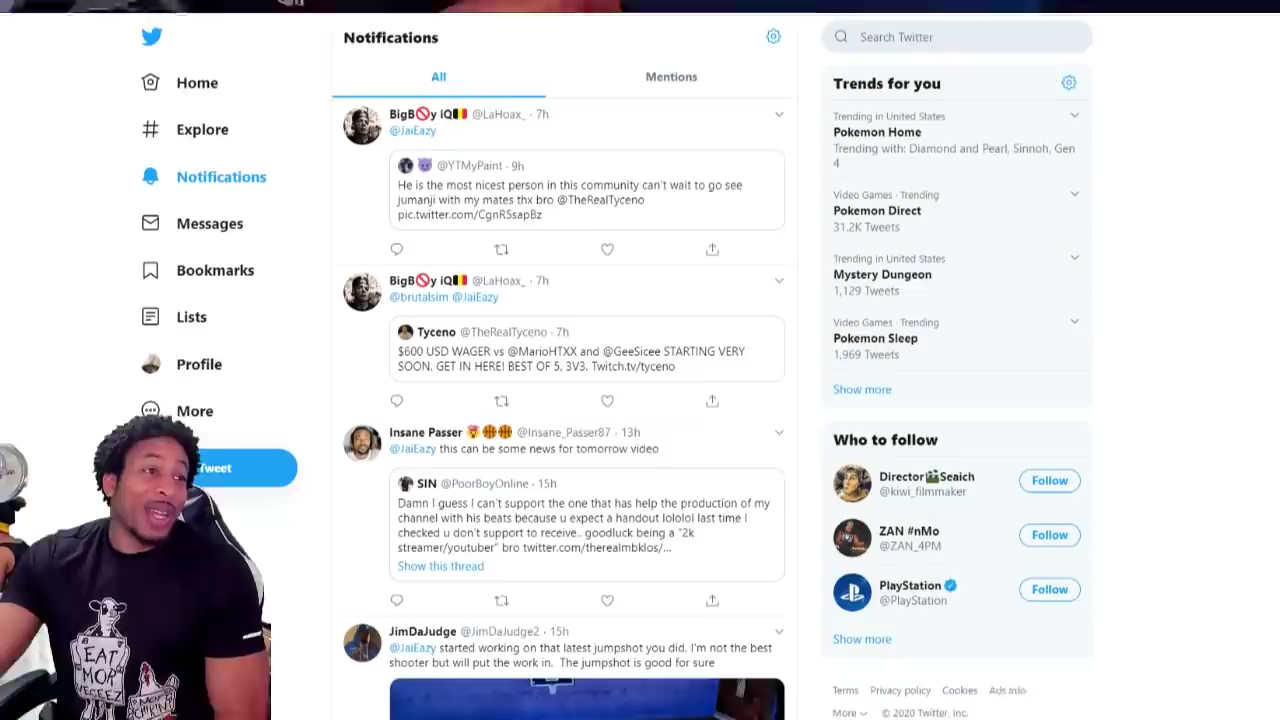 Home
Explore
Notifications
Messages
Bookmarks
Lists
Profile
More
Tweet
EAT
MOR
VEGEEZ
Notifications
All
Mentions
BigB🚫y iQ🇧🇪 @LaHoax_ · 7h
@JaiEazy
😈 @YTMyPaint · 9h
He is the most nicest person in this community can't wait to go see
jumanji with my mates thx bro @TheRealTyceno
pic.twitter.com/CgnR5sapBz
BigB🚫y iQ🇧🇪 @LaHoax_ · 7h
@brutalsim @JaiEazy
Tyceno @TheRealTyceno · 7h
$600 USD WAGER vs @MarioHTXX and @GeeSicee STARTING VERY
SOON. GET IN HERE! BEST OF 5, 3V3. Twitch.tv/tyceno
Insane Passer 🤯🏀🏀 @Insane_Passer87 · 13h
@JaiEazy this can be some news for tomorrow video
SIN @PoorBoyOnline · 15h
Damn I guess I can't support the one that has help the production of my
channel with his beats because u expect a handout lololol last time I
checked u don't support to receive.. goodluck being a "2k
streamer/youtuber" bro twitter.com/therealmbklos/...
Show this thread
JimDaJudge @JimDaJudge2 · 15h
@JaiEazy started working on that latest jumpshot you did. I'm not the best
shooter but will put the work in. The jumpshot is good for sure
Search Twitter
Trends for you
Trending in United States
Pokemon Home
Trending with: Diamond and Pearl, Sinnoh, Gen
4
Video Games · Trending
Pokemon Direct
31.2K Tweets
Trending in United States
Mystery Dungeon
1,129 Tweets
Video Games · Trending
Pokemon Sleep
1,969 Tweets
Show more
Who to follow
Director🎬Seaich
@kiwi_filmmaker
Follow
ZAN #nMo
@ZAN_4PM
Follow
PlayStation
@PlayStation
Follow
Show more
Terms Privacy policy Cookies Ads info
More © 2020 Twitter, Inc.